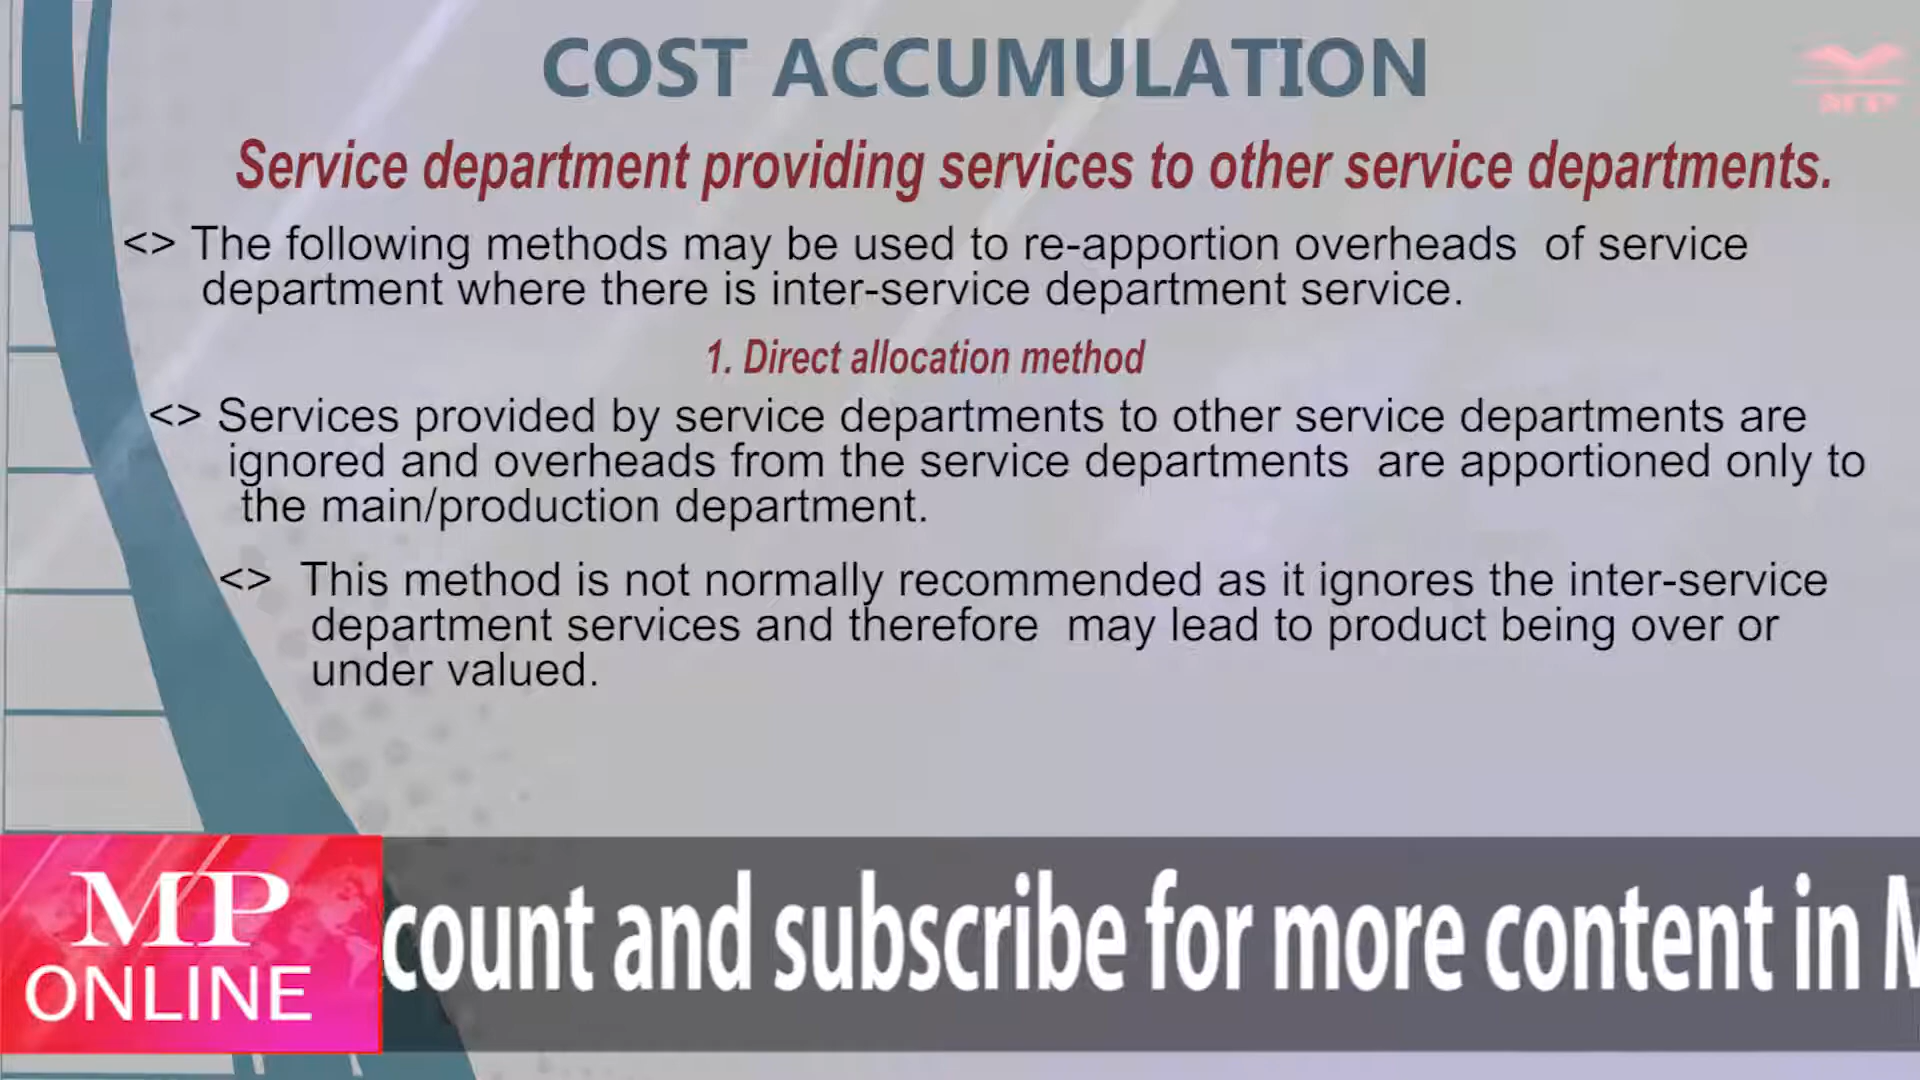 COST ACCUMULATION
Service department providing services to other service departments.
<> The following methods may be used to re-apportion overheads of service
department where there is inter-service department service.
1. Direct allocation method
<> Services provided by service departments to other service departments are
ignored and overheads from the service departments are apportioned only to
the main/production department.
<> This method is not normally recommended as it ignores the inter-service
department services and therefore may lead to product being over or
under valued.
MP
ONLINE
count and subscribe for more content in M